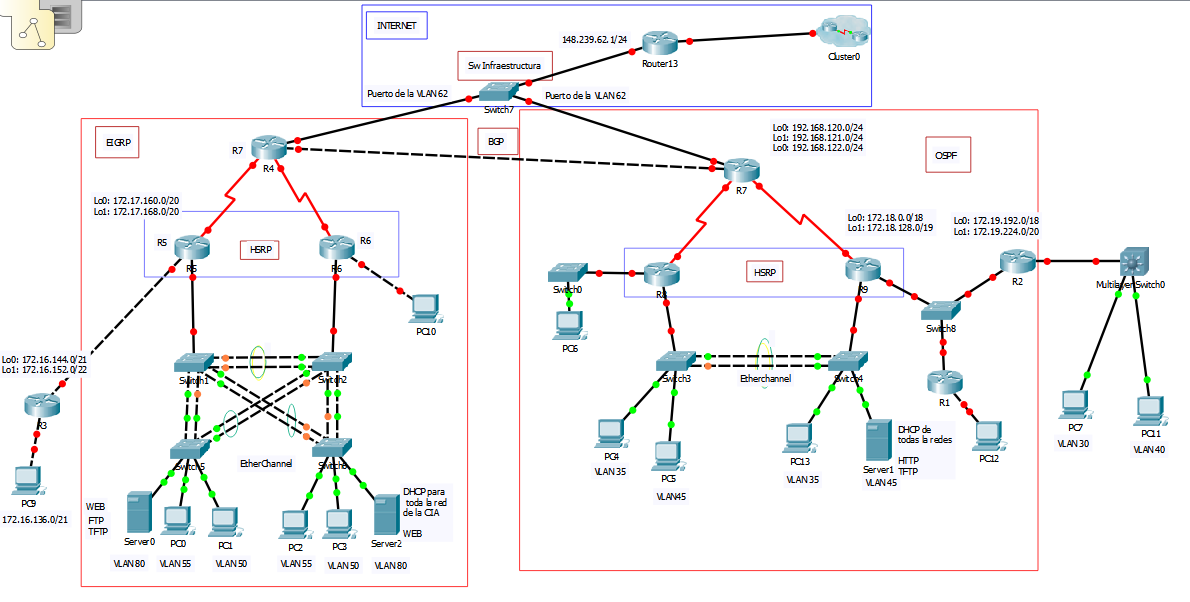 INTERNET
148.239.62.1/24
Router13
Cluster0
Sw Infraestructura
Puerto de la VLAN 62
Puerto de la VLAN 62
Switch7
EIGRP
R7
R4
BGP
Lo0: 192.168.120.0/24
Lo1: 192.168.121.0/24
Lo0: 192.168.122.0/24
OSPF
R7
Lo0: 172.17.160.0/20
Lo1: 172.17.168.0/20
R5
R5
HSRP
R6
R6
PC10
Lo0: 172.18.0.0/18
Lo1: 172.18.128.0/19
Lo0: 172.19.192.0/18
Lo1: 172.19.224.0/20
HSRP
Switch0
R8
R9
R2
MultilayerSwitch0
PC6
Switch8
Lo0: 172.16.144.0/21
Lo1: 172.16.152.0/22
R3
PC9
172.16.136.0/21
Switch1
Switch2
Switch5
Switch6
EtherChannel
Switch3
Etherchannel
Switch4
R1
PC12
PC7
VLAN 30
PC11
VLAN 40
PC4
VLAN 35
PC5
VLAN45
PC13
VLAN 35
DHCP de
todas la redes
HTTP
TFTP
Server1
VLAN 45
WEB
FTP
TFTP
Server0
VLAN 80
PC0
VLAN 55
PC1
VLAN 50
PC2
VLAN 55
PC3
VLAN 50
Server2
VLAN 80
DHCP para
toda la red
de la CIA
WEB